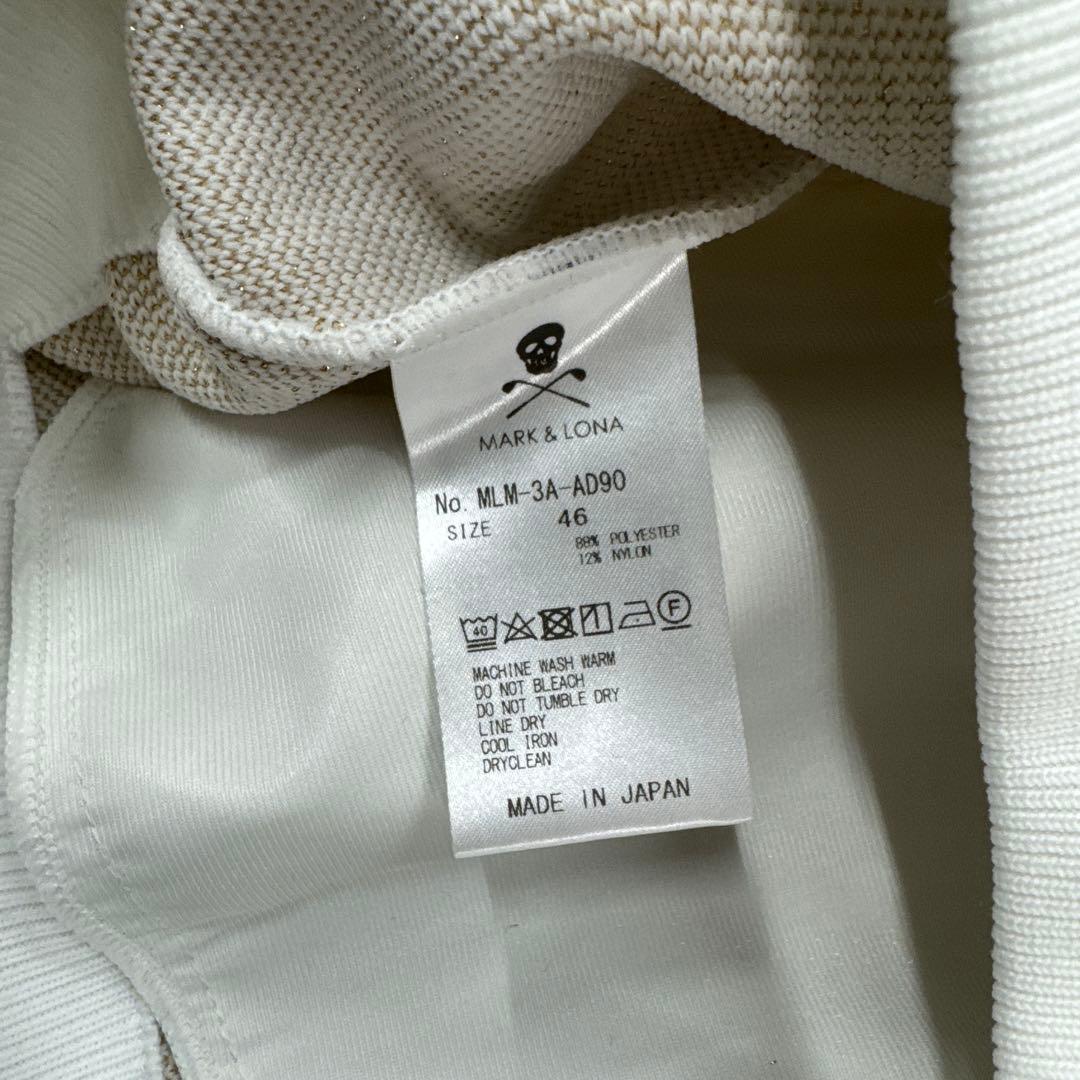 MARK & LONA
No. MLM-3A-AD90
SIZE 46
88% POLYESTER
12% NYLON
40 F
MACHINE WASH WARM
DO NOT BLEACH
DO NOT TUMBLE DRY
LINE DRY
COOL IRON
DRYCLEAN
MADE IN JAPAN